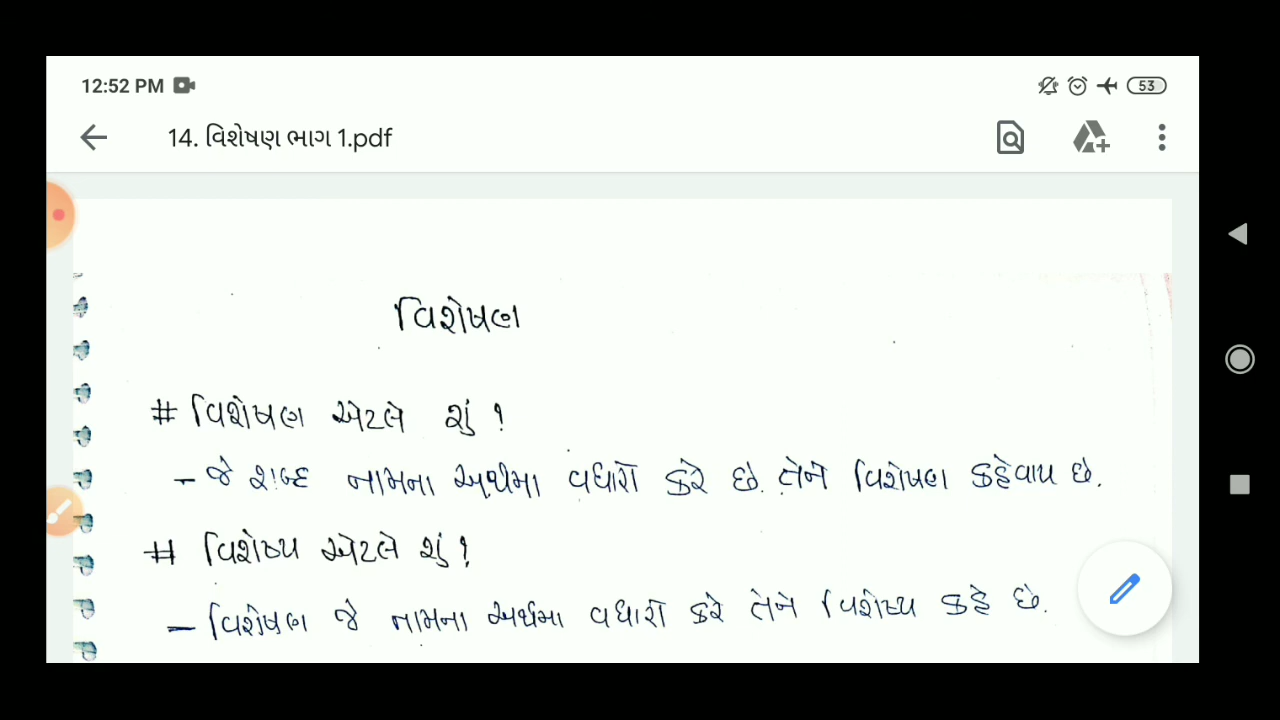 12:52 PM
53
14. વિશેષણ ભાગ 1.pdf
વિશેષણ
# વિશેષણ એટલે શું ?
- જે શબ્દ નામના અર્થમા વધારો કરે છે. તેને વિશેષણ કહેવાય છે.
# વિશેષ્ય એટલે શું ?
- વિશેષણ જે નામના અર્થમા વધારો કરે તેને વિશેષ્ય કહે છે.